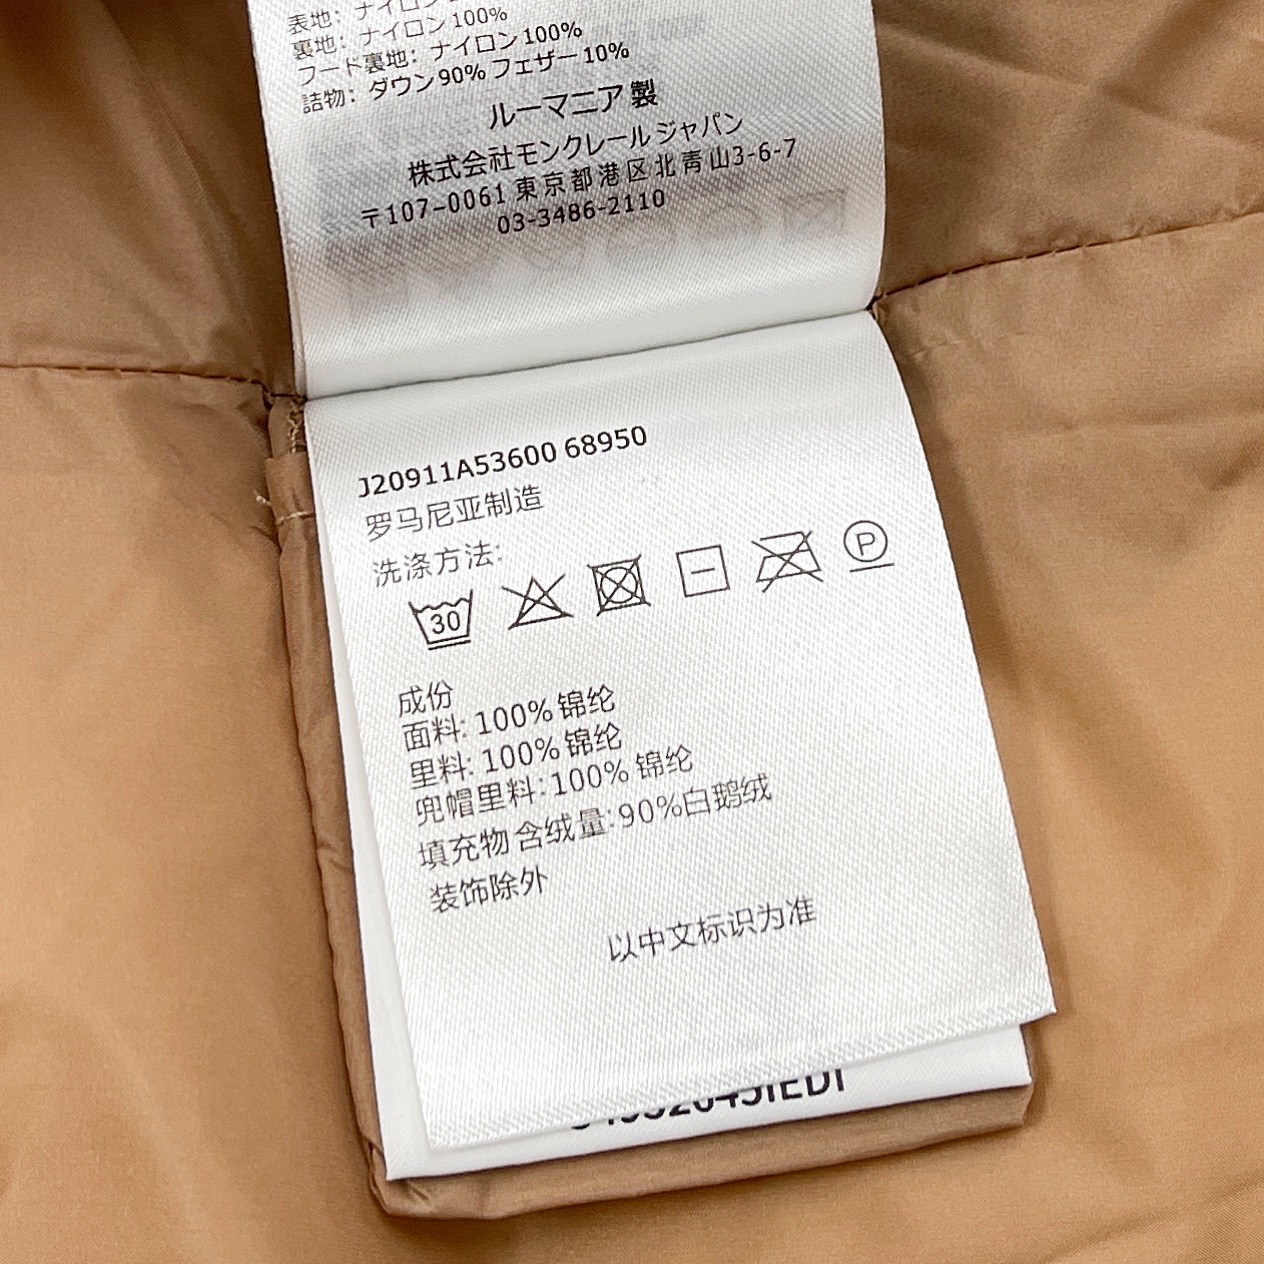 表地: ナイロン
裏地: ナイロン100%
フード裏地: ナイロン100%
詰物: ダウン90% フェザー10%
ルーマニア製
株式会社モンクレール ジャパン
〒107-0061 東京都港区北青山3-6-7
03-3486-2110
J20911A53600 68950
罗马尼亚制造
洗涤方法:
30
P
成份
面料: 100% 锦纶
里料: 100% 锦纶
兜帽里料: 100% 锦纶
填充物 含绒量: 90%白鹅绒
装饰除外
以中文标识为准